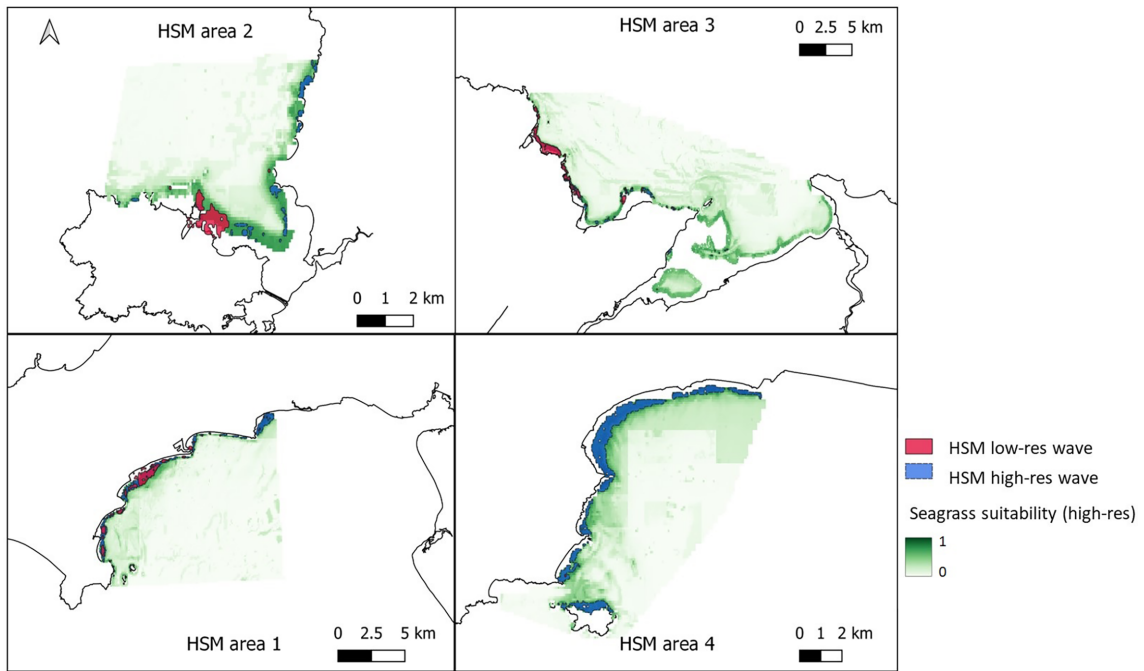 HSM area 2
0 1 2 km
HSM area 3
0 2.5 5 km
HSM area 1
0 2.5 5 km
HSM area 4
0 1 2 km
HSM low-res wave
HSM high-res wave
Seagrass suitability (high-res)
1
0